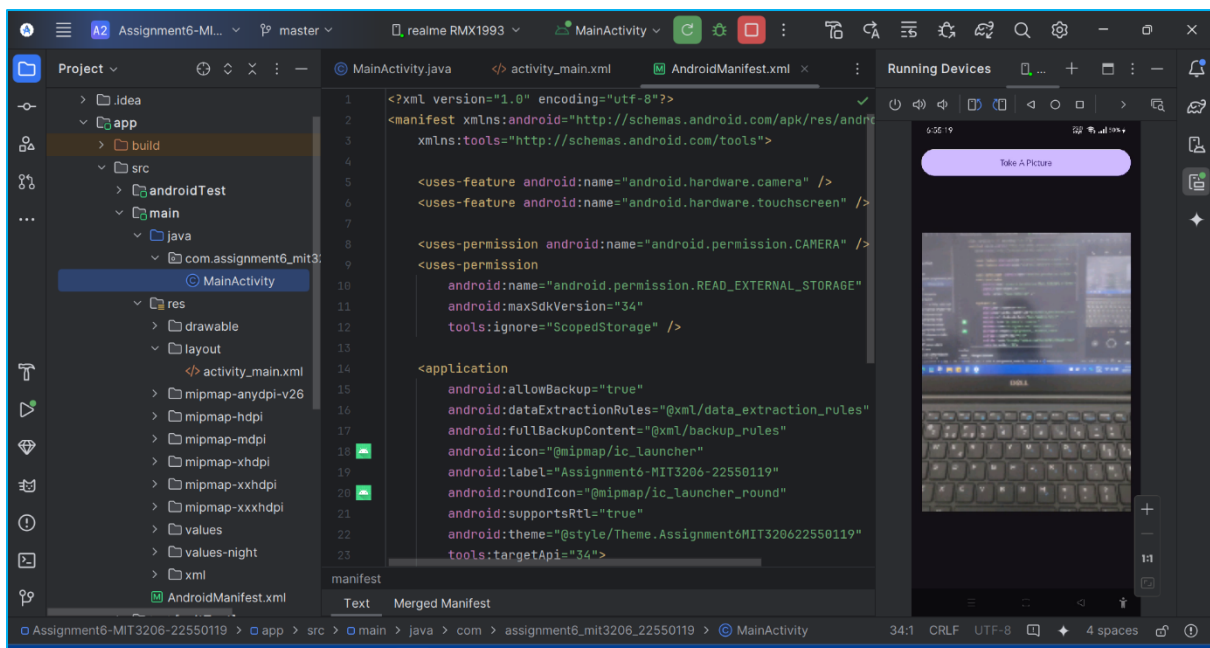 A2 Assignment6-MI... master realme RMX1993 MainActivity
Project
.idea
app
build
src
androidTest
main
java
com.assignment6_mit32
MainActivity
res
drawable
layout
activity_main.xml
mipmap-anydpi-v26
mipmap-hdpi
mipmap-mdpi
mipmap-xhdpi
mipmap-xxhdpi
mipmap-xxxhdpi
values
values-night
xml
AndroidManifest.xml
MainActivity.java activity_main.xml AndroidManifest.xml
1 <?xml version="1.0" encoding="utf-8"?>
2 <manifest xmlns:android="http://schemas.android.com/apk/res/andro
3 xmlns:tools="http://schemas.android.com/tools">
4
5 <uses-feature android:name="android.hardware.camera" />
6 <uses-feature android:name="android.hardware.touchscreen" />
7
8 <uses-permission android:name="android.permission.CAMERA" />
9 <uses-permission
10 android:name="android.permission.READ_EXTERNAL_STORAGE"
11 android:maxSdkVersion="34"
12 tools:ignore="ScopedStorage" />
13
14 <application
15 android:allowBackup="true"
16 android:dataExtractionRules="@xml/data_extraction_rules"
17 android:fullBackupContent="@xml/backup_rules"
18 android:icon="@mipmap/ic_launcher"
19 android:label="Assignment6-MIT3206-22550119"
20 android:roundIcon="@mipmap/ic_launcher_round"
21 android:supportsRtl="true"
22 android:theme="@style/Theme.Assignment6MIT320622550119"
23 tools:targetApi="34">
manifest
Text Merged Manifest
Running Devices
Take A Picture
DELL
1:1
Assignment6-MIT3206-22550119 > app > src > main > java > com > assignment6_mit3206_22550119 > MainActivity 34:1 CRLF UTF-8 4 spaces